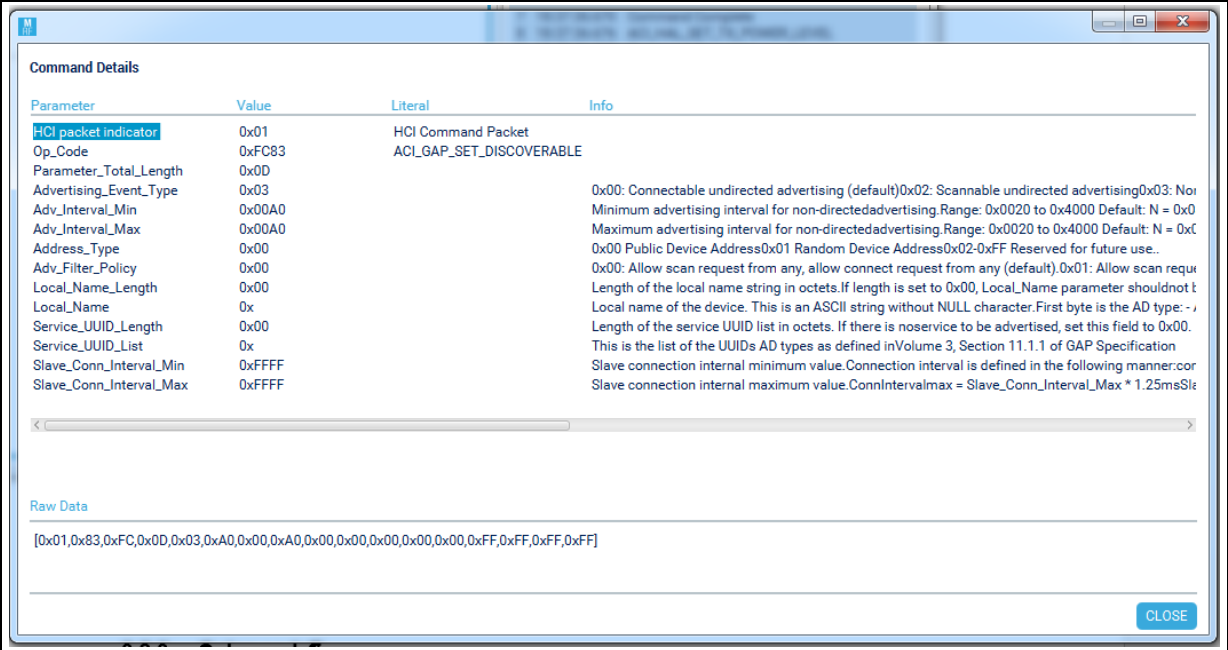 7 Command Complete
8 ACI_HAL_SET_TX_POWER_LEVEL
M
RF
Command Details
Parameter Value Literal Info
HCI packet indicator 0x01 HCI Command Packet
Op_Code 0xFC83 ACI_GAP_SET_DISCOVERABLE
Parameter_Total_Length 0x0D
Advertising_Event_Type 0x03 0x00: Connectable undirected advertising (default)0x02: Scannable undirected advertising0x03: Nor
Adv_Interval_Min 0x00A0 Minimum advertising interval for non-directedadvertising.Range: 0x0020 to 0x4000 Default: N = 0x0
Adv_Interval_Max 0x00A0 Maximum advertising interval for non-directedadvertising.Range: 0x0020 to 0x4000 Default: N = 0x0
Address_Type 0x00 0x00 Public Device Address0x01 Random Device Address0x02-0xFF Reserved for future use..
Adv_Filter_Policy 0x00 0x00: Allow scan request from any, allow connect request from any (default).0x01: Allow scan reque
Local_Name_Length 0x00 Length of the local name string in octets.If length is set to 0x00, Local_Name parameter shouldnot b
Local_Name 0x Local name of the device. This is an ASCII string without NULL character.First byte is the AD type: - A
Service_UUID_Length 0x00 Length of the service UUID list in octets. If there is noservice to be advertised, set this field to 0x00.
Service_UUID_List 0x This is the list of the UUIDs AD types as defined inVolume 3, Section 11.1.1 of GAP Specification
Slave_Conn_Interval_Min 0xFFFF Slave connection internal minimum value.Connection interval is defined in the following manner:cor
Slave_Conn_Interval_Max 0xFFFF Slave connection internal maximum value.ConnIntervalmax = Slave_Conn_Interval_Max * 1.25msSla
Raw Data
[0x01,0x83,0xFC,0x0D,0x03,0xA0,0x00,0xA0,0x00,0x00,0x00,0x00,0x00,0xFF,0xFF,0xFF,0xFF]
CLOSE